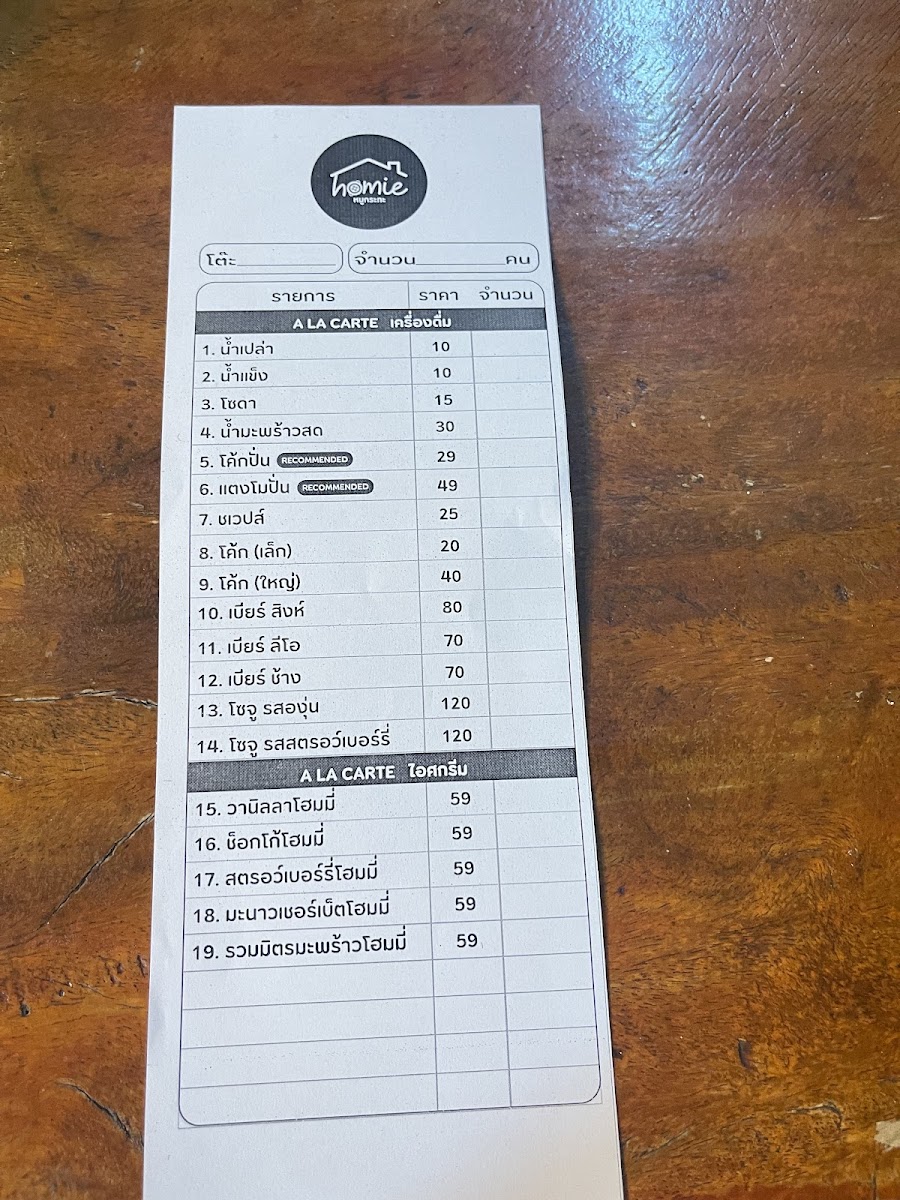 homie
หมูกระทะ
โต๊ะ จำนวน คน
รายการ ราคา จำนวน
A LA CARTE เครื่องดื่ม
1. น้ำเปล่า 10
2. น้ำแข็ง 10
3. โซดา 15
4. น้ำมะพร้าวสด 30
5. โค้กปั่น RECOMMENDED 29
6. แตงโมปั่น RECOMMENDED 49
7. ชเวปส์ 25
8. โค้ก (เล็ก) 20
9. โค้ก (ใหญ่) 40
10. เบียร์ สิงห์ 80
11. เบียร์ ลีโอ 70
12. เบียร์ ช้าง 70
13. โซจู รสองุ่น 120
14. โซจู รสสตรอว์เบอร์รี่ 120
A LA CARTE ไอศกรีม
15. วานิลลาโฮมมี่ 59
16. ช็อกโก้โฮมมี่ 59
17. สตรอว์เบอร์รี่โฮมมี่ 59
18. มะนาวเชอร์เบ็ตโฮมมี่ 59
19. รวมมิตรมะพร้าวโฮมมี่ 59